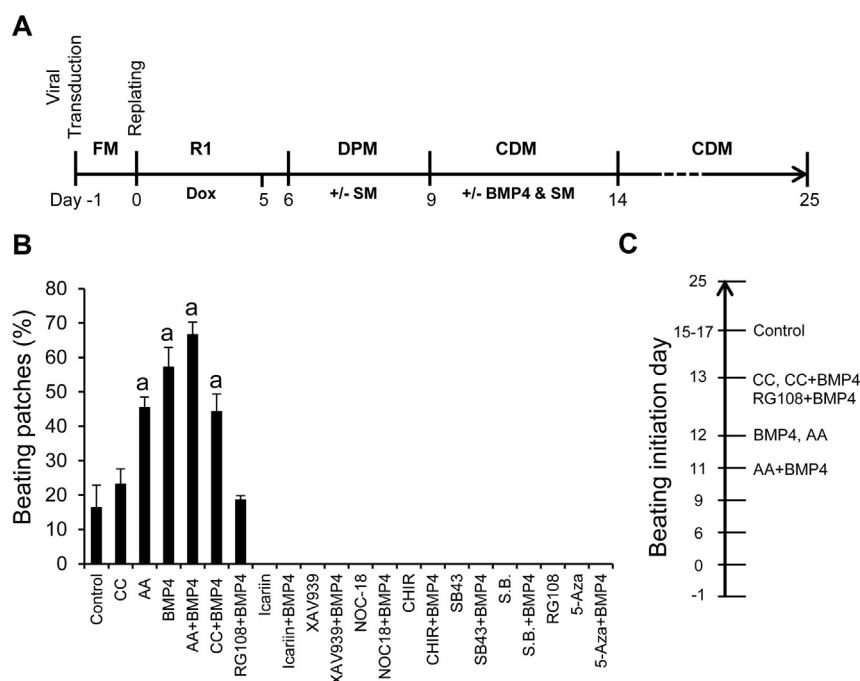 A
Viral
Transduction
Replating
FM R1 DPM CDM CDM
Dox +/- SM +/- BMP4 & SM
Day -1 0 5 6 9 14 25
B
Beating patches (%)
80
70
60
50
40
30
20
10
0
a a a a
Control
CC
AA
BMP4
AA+BMP4
CC+BMP4
RG108+BMP4
Icariin
Icariin+BMP4
XAV939
XAV939+BMP4
NOC-18
NOC18+BMP4
CHIR
CHIR+BMP4
SB43
SB43+BMP4
S.B.
S.B.+BMP4
RG108
5-Aza
5-Aza+BMP4
C
Beating initiation day
25
15-17 Control
13 CC, CC+BMP4
RG108+BMP4
12 BMP4, AA
11 AA+BMP4
9
6
0
-1